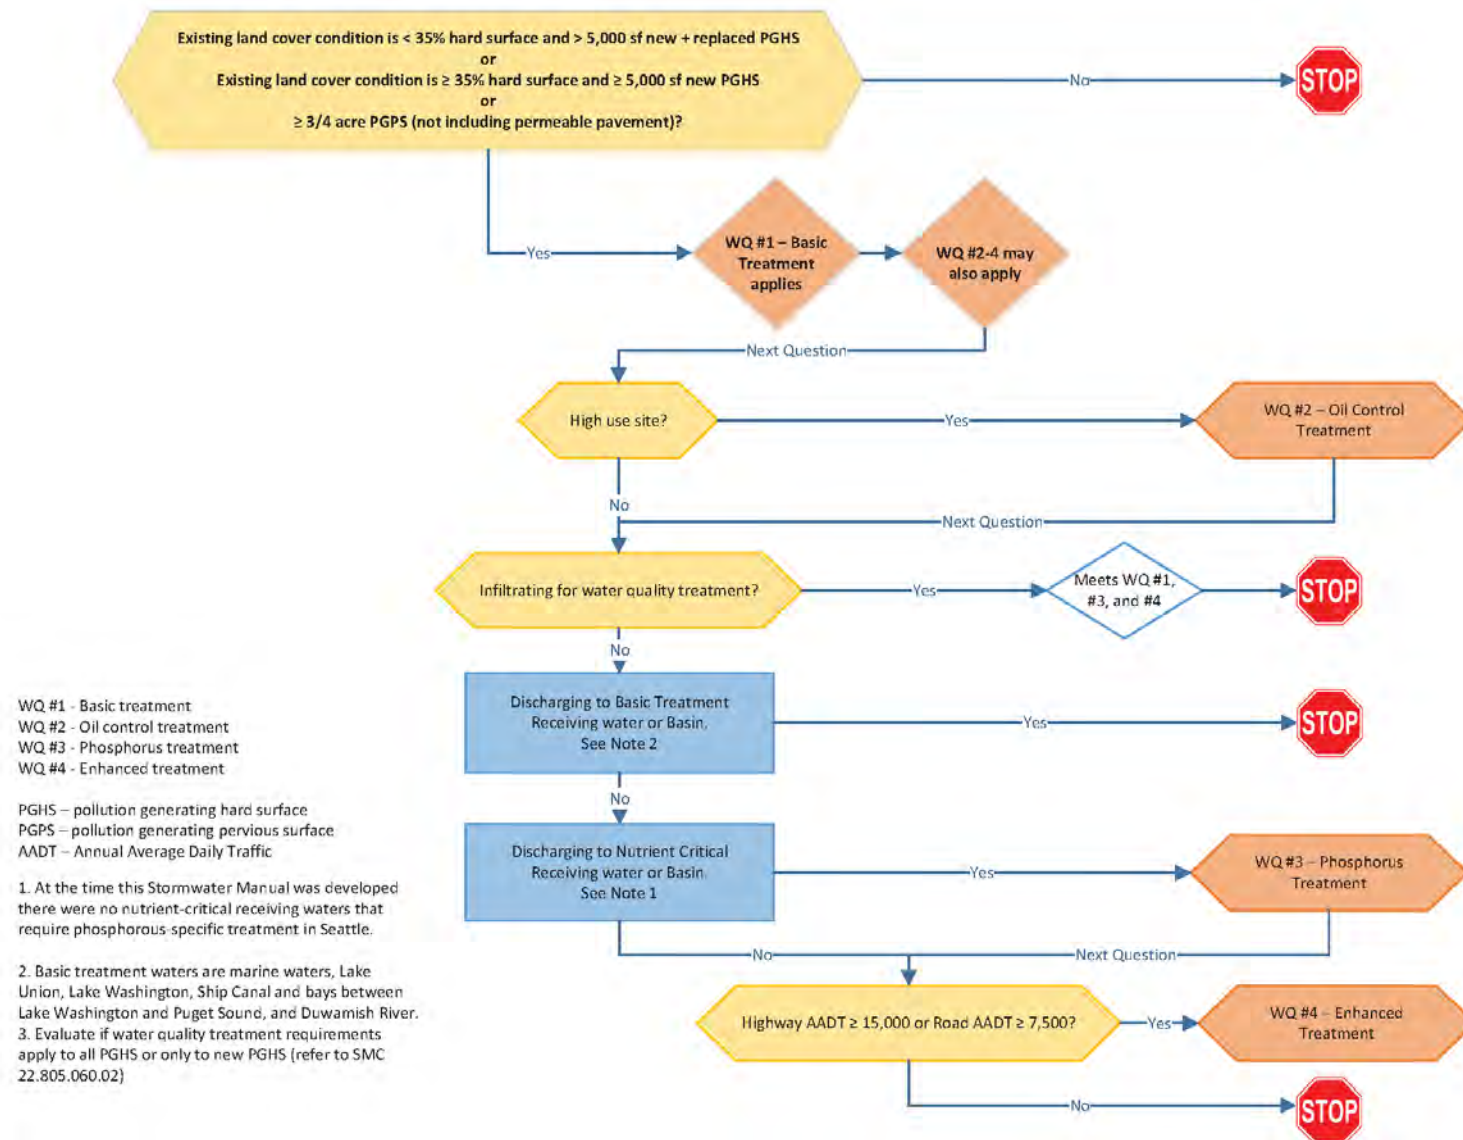 Existing land cover condition is < 35% hard surface and > 5,000 sf new + replaced PGHS
or
Existing land cover condition is ≥ 35% hard surface and ≥ 5,000 sf new PGHS
or
≥ 3/4 acre PGPS (not including permeable pavement)?
No
STOP
Yes
WQ #1 – Basic
Treatment
applies
WQ #2-4 may
also apply
Next Question
High use site?
Yes
WQ #2 – Oil Control
Treatment
No
Next Question
Infiltrating for water quality treatment?
Yes
Meets WQ #1,
#3, and #4
STOP
No
Discharging to Basic Treatment
Receiving water or Basin.
See Note 2
Yes
STOP
No
Discharging to Nutrient Critical
Receiving water or Basin.
See Note 1
Yes
WQ #3 – Phosphorus
Treatment
No
Next Question
Highway AADT ≥ 15,000 or Road AADT ≥ 7,500?
Yes
WQ #4 – Enhanced
Treatment
No
STOP
WQ #1 - Basic treatment
WQ #2 - Oil control treatment
WQ #3 - Phosphorus treatment
WQ #4 - Enhanced treatment
PGHS – pollution generating hard surface
PGPS – pollution generating pervious surface
AADT – Annual Average Daily Traffic
1. At the time this Stormwater Manual was developed
there were no nutrient-critical receiving waters that
require phosphorous-specific treatment in Seattle.
2. Basic treatment waters are marine waters, Lake
Union, Lake Washington, Ship Canal and bays between
Lake Washington and Puget Sound, and Duwamish River.
3. Evaluate if water quality treatment requirements
apply to all PGHS or only to new PGHS (refer to SMC
22.805.060.02)